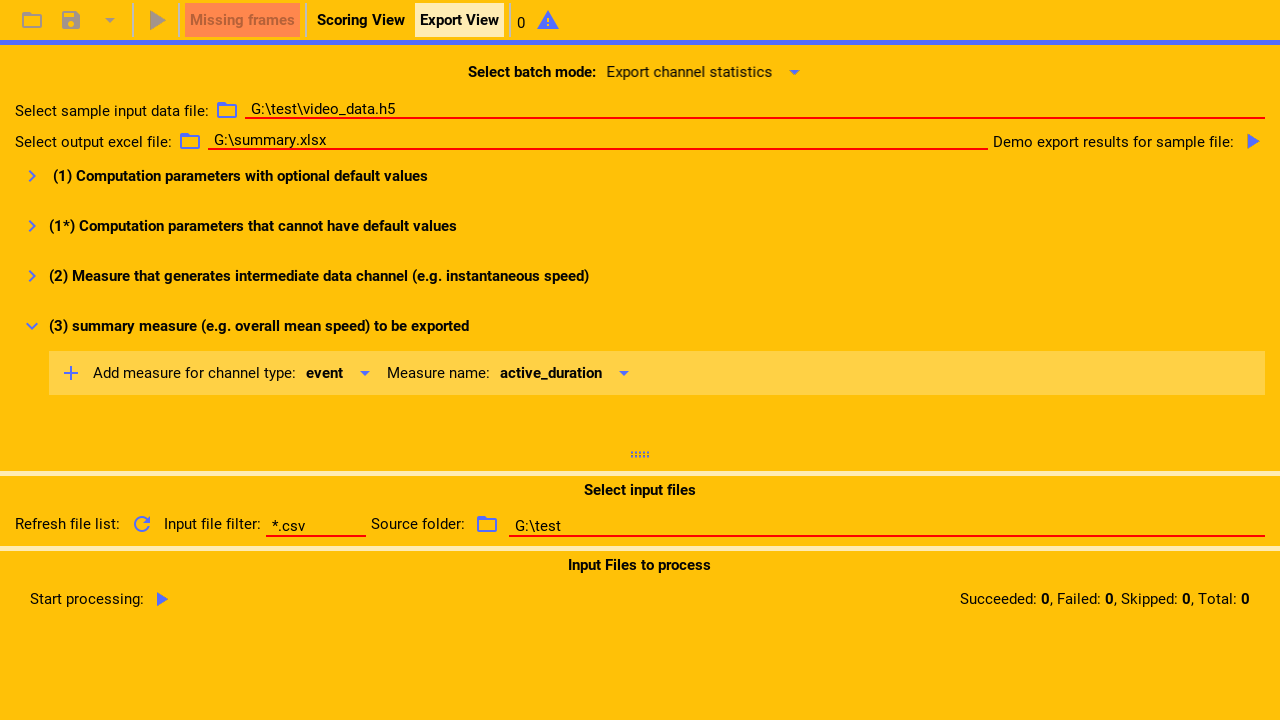 Missing frames Scoring View Export View 0
Select batch mode: Export channel statistics
Select sample input data file: G:\test\video_data.h5
Select output excel file: G:\summary.xlsx Demo export results for sample file:
(1) Computation parameters with optional default values
(1*) Computation parameters that cannot have default values
(2) Measure that generates intermediate data channel (e.g. instantaneous speed)
(3) summary measure (e.g. overall mean speed) to be exported
Add measure for channel type: event Measure name: active_duration
Select input files
Refresh file list: Input file filter: *.csv Source folder: G:\test
Input Files to process
Start processing: Succeeded: 0, Failed: 0, Skipped: 0, Total: 0